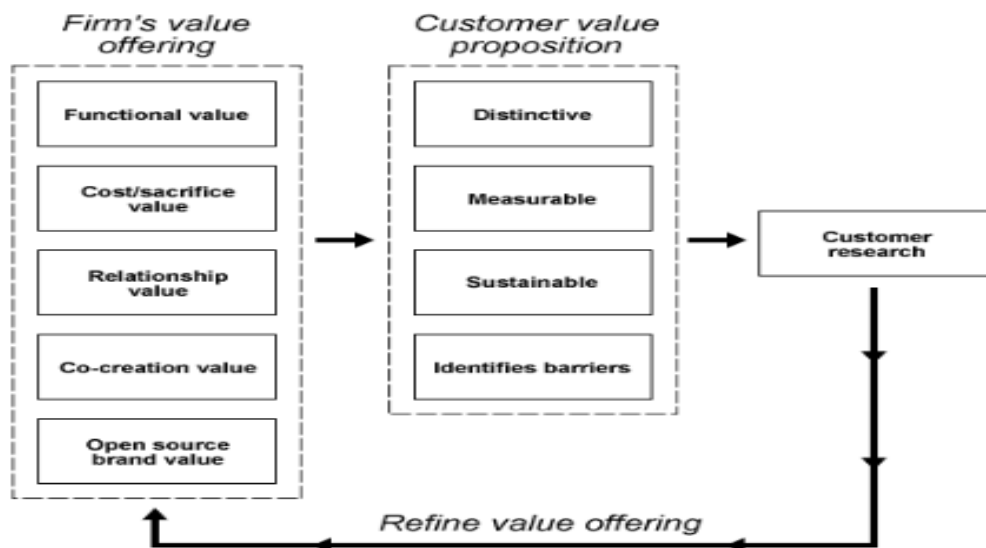 Firm's value
offering
Functional value
Cost/sacrifice
value
Relationship
value
Co-creation value
Open source
brand value
Customer value
proposition
Distinctive
Measurable
Sustainable
Identifies barriers
Customer
research
Refine value offering